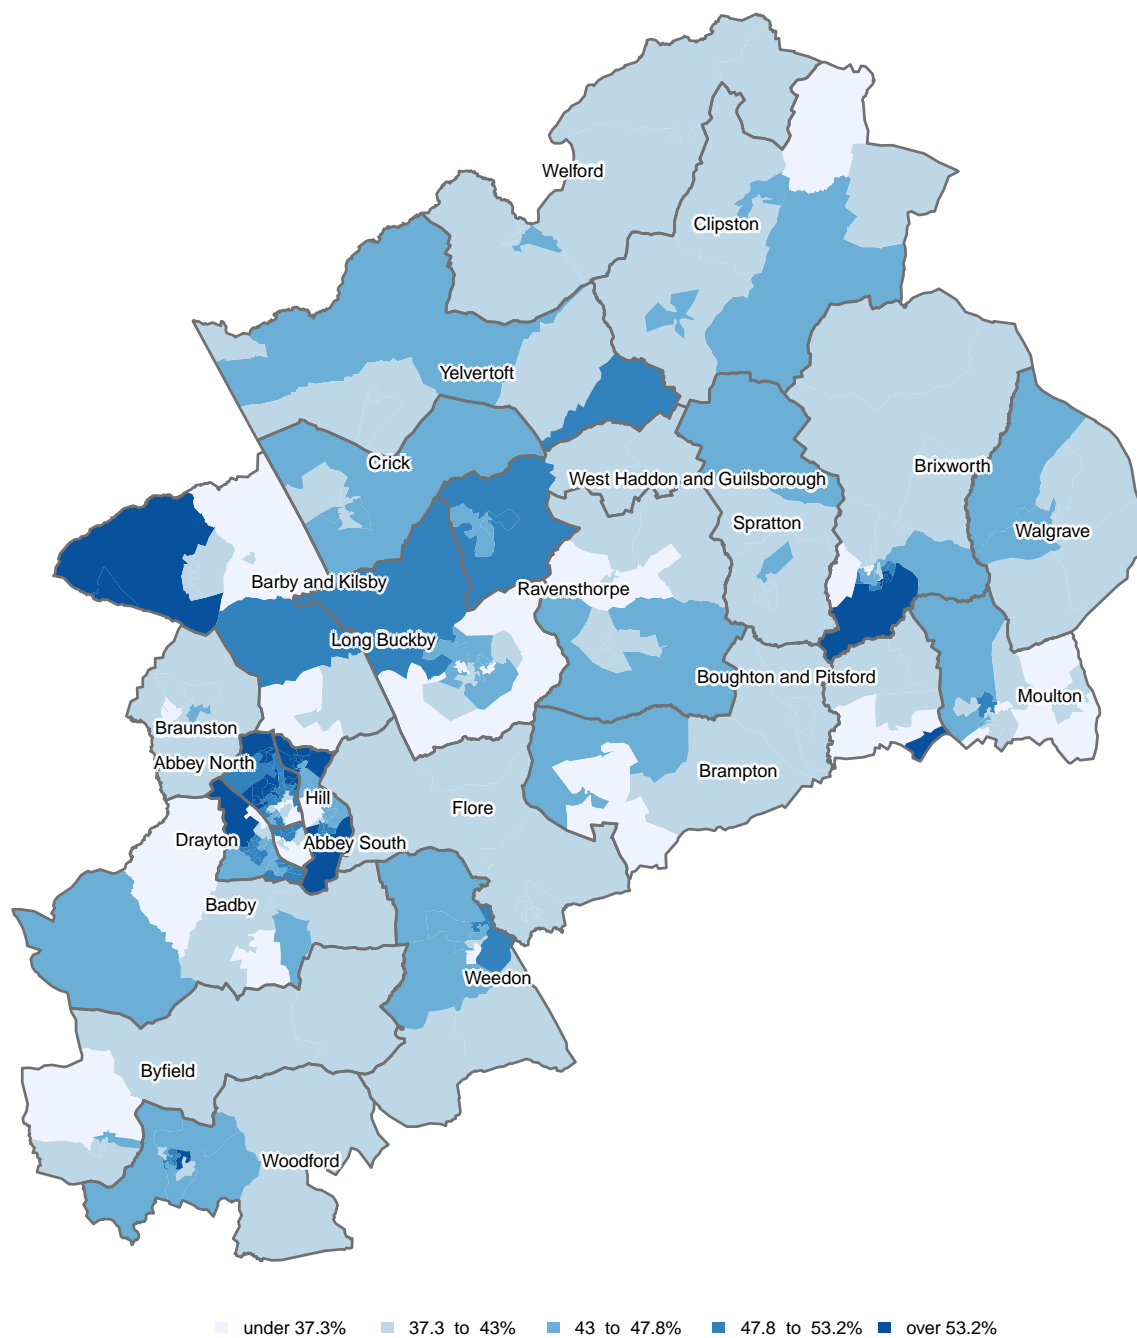 Welford
Clipston
Yelvertoft
Crick
Brixworth
West Haddon and Guilsborough
Spratton
Walgrave
Barby and Kilsby
Ravensthorpe
Long Buckby
Boughton and Pitsford
Moulton
Braunston
Abbey North
Brampton
Hill
Flore
Drayton
Abbey South
Badby
Weedon
Byfield
Woodford
under 37.3% 37.3 to 43% 43 to 47.8% 47.8 to 53.2% over 53.2%